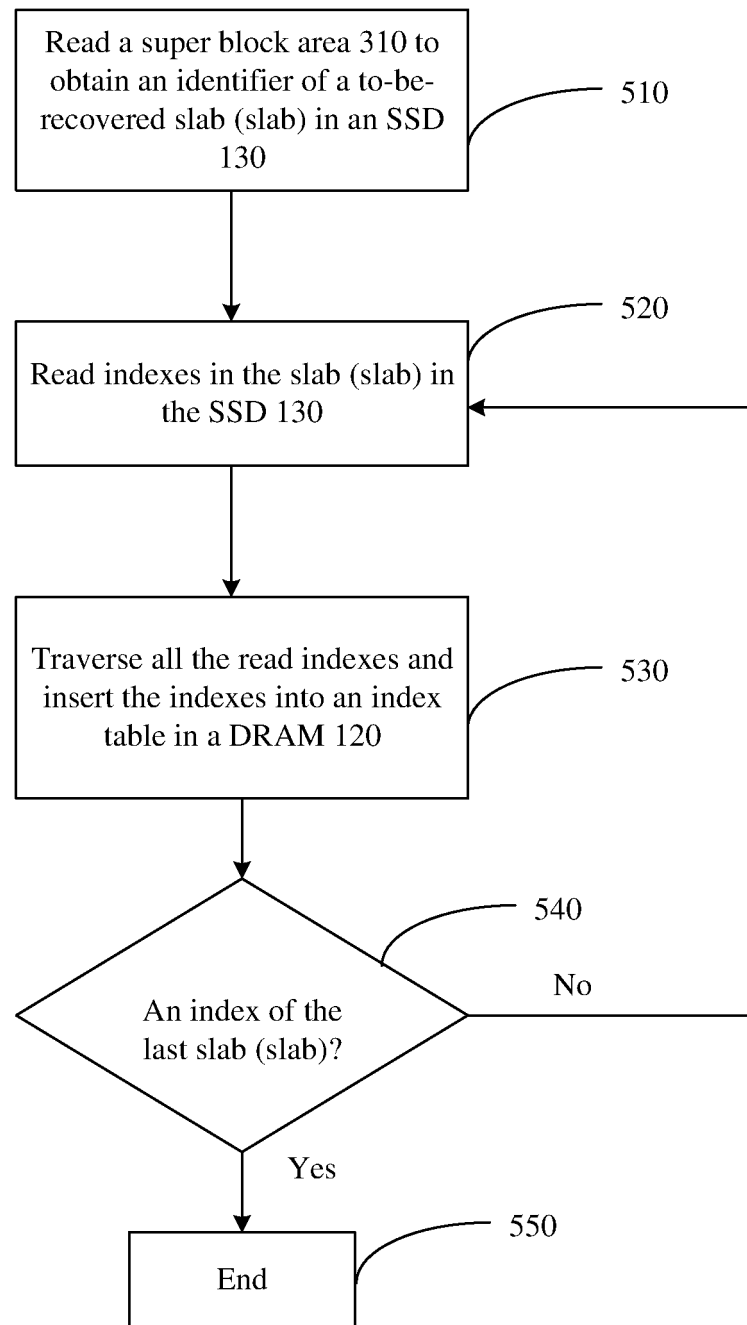 Read a super block area 310 to
obtain an identifier of a to-be-
recovered slab (slab) in an SSD
130
510
520
Read indexes in the slab (slab) in
the SSD 130
Traverse all the read indexes and
insert the indexes into an index
table in a DRAM 120
530
540
No
An index of the
last slab (slab)?
Yes
550
End